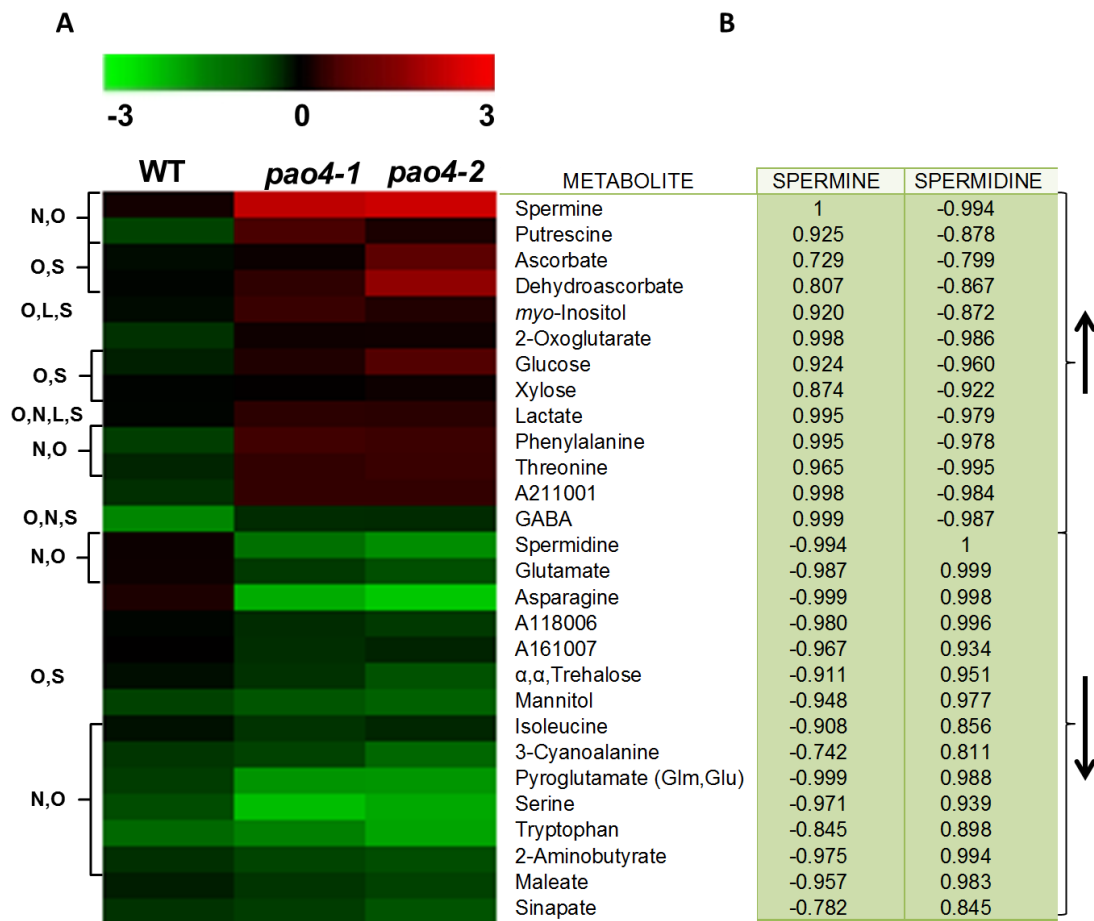 A B
-3 0 3
WT pao4-1 pao4-2 METABOLITE SPERMINE SPERMIDINE
N,O Spermine 1 -0.994
Putrescine 0.925 -0.878
O,S Ascorbate 0.729 -0.799
Dehydroascorbate 0.807 -0.867
O,L,S myo-Inositol 0.920 -0.872
2-Oxoglutarate 0.998 -0.986
O,S Glucose 0.924 -0.960
Xylose 0.874 -0.922
O,N,L,S Lactate 0.995 -0.979
N,O Phenylalanine 0.995 -0.978
Threonine 0.965 -0.995
A211001 0.998 -0.984
O,N,S GABA 0.999 -0.987
N,O Spermidine -0.994 1
Glutamate -0.987 0.999
Asparagine -0.999 0.998
A118006 -0.980 0.996
A161007 -0.967 0.934
O,S α,α,Trehalose -0.911 0.951
Mannitol -0.948 0.977
Isoleucine -0.908 0.856
3-Cyanoalanine -0.742 0.811
Pyroglutamate (Glm,Glu) -0.999 0.988
N,O Serine -0.971 0.939
Tryptophan -0.845 0.898
2-Aminobutyrate -0.975 0.994
Maleate -0.957 0.983
Sinapate -0.782 0.845